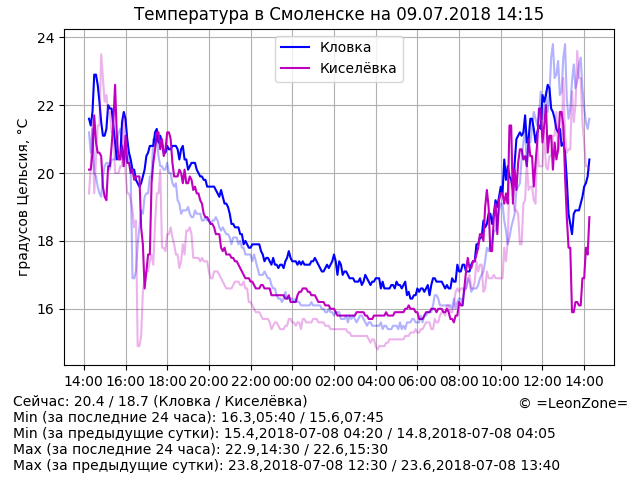 Температура в Смоленске на 09.07.2018 14:15
Кловка
Киселёвка
градусов Цельсия, °C
24
22
20
18
16
14:00 16:00 18:00 20:00 22:00 00:00 02:00 04:00 06:00 08:00 10:00 12:00 14:00
Сейчас: 20.4 / 18.7 (Кловка / Киселёвка)
© =LeonZone=
Min (за последние 24 часа): 16.3,05:40 / 15.6,07:45
Min (за предыдущие сутки): 15.4,2018-07-08 04:20 / 14.8,2018-07-08 04:05
Max (за последние 24 часа): 22.9,14:30 / 22.6,15:30
Max (за предыдущие сутки): 23.8,2018-07-08 12:30 / 23.6,2018-07-08 13:40